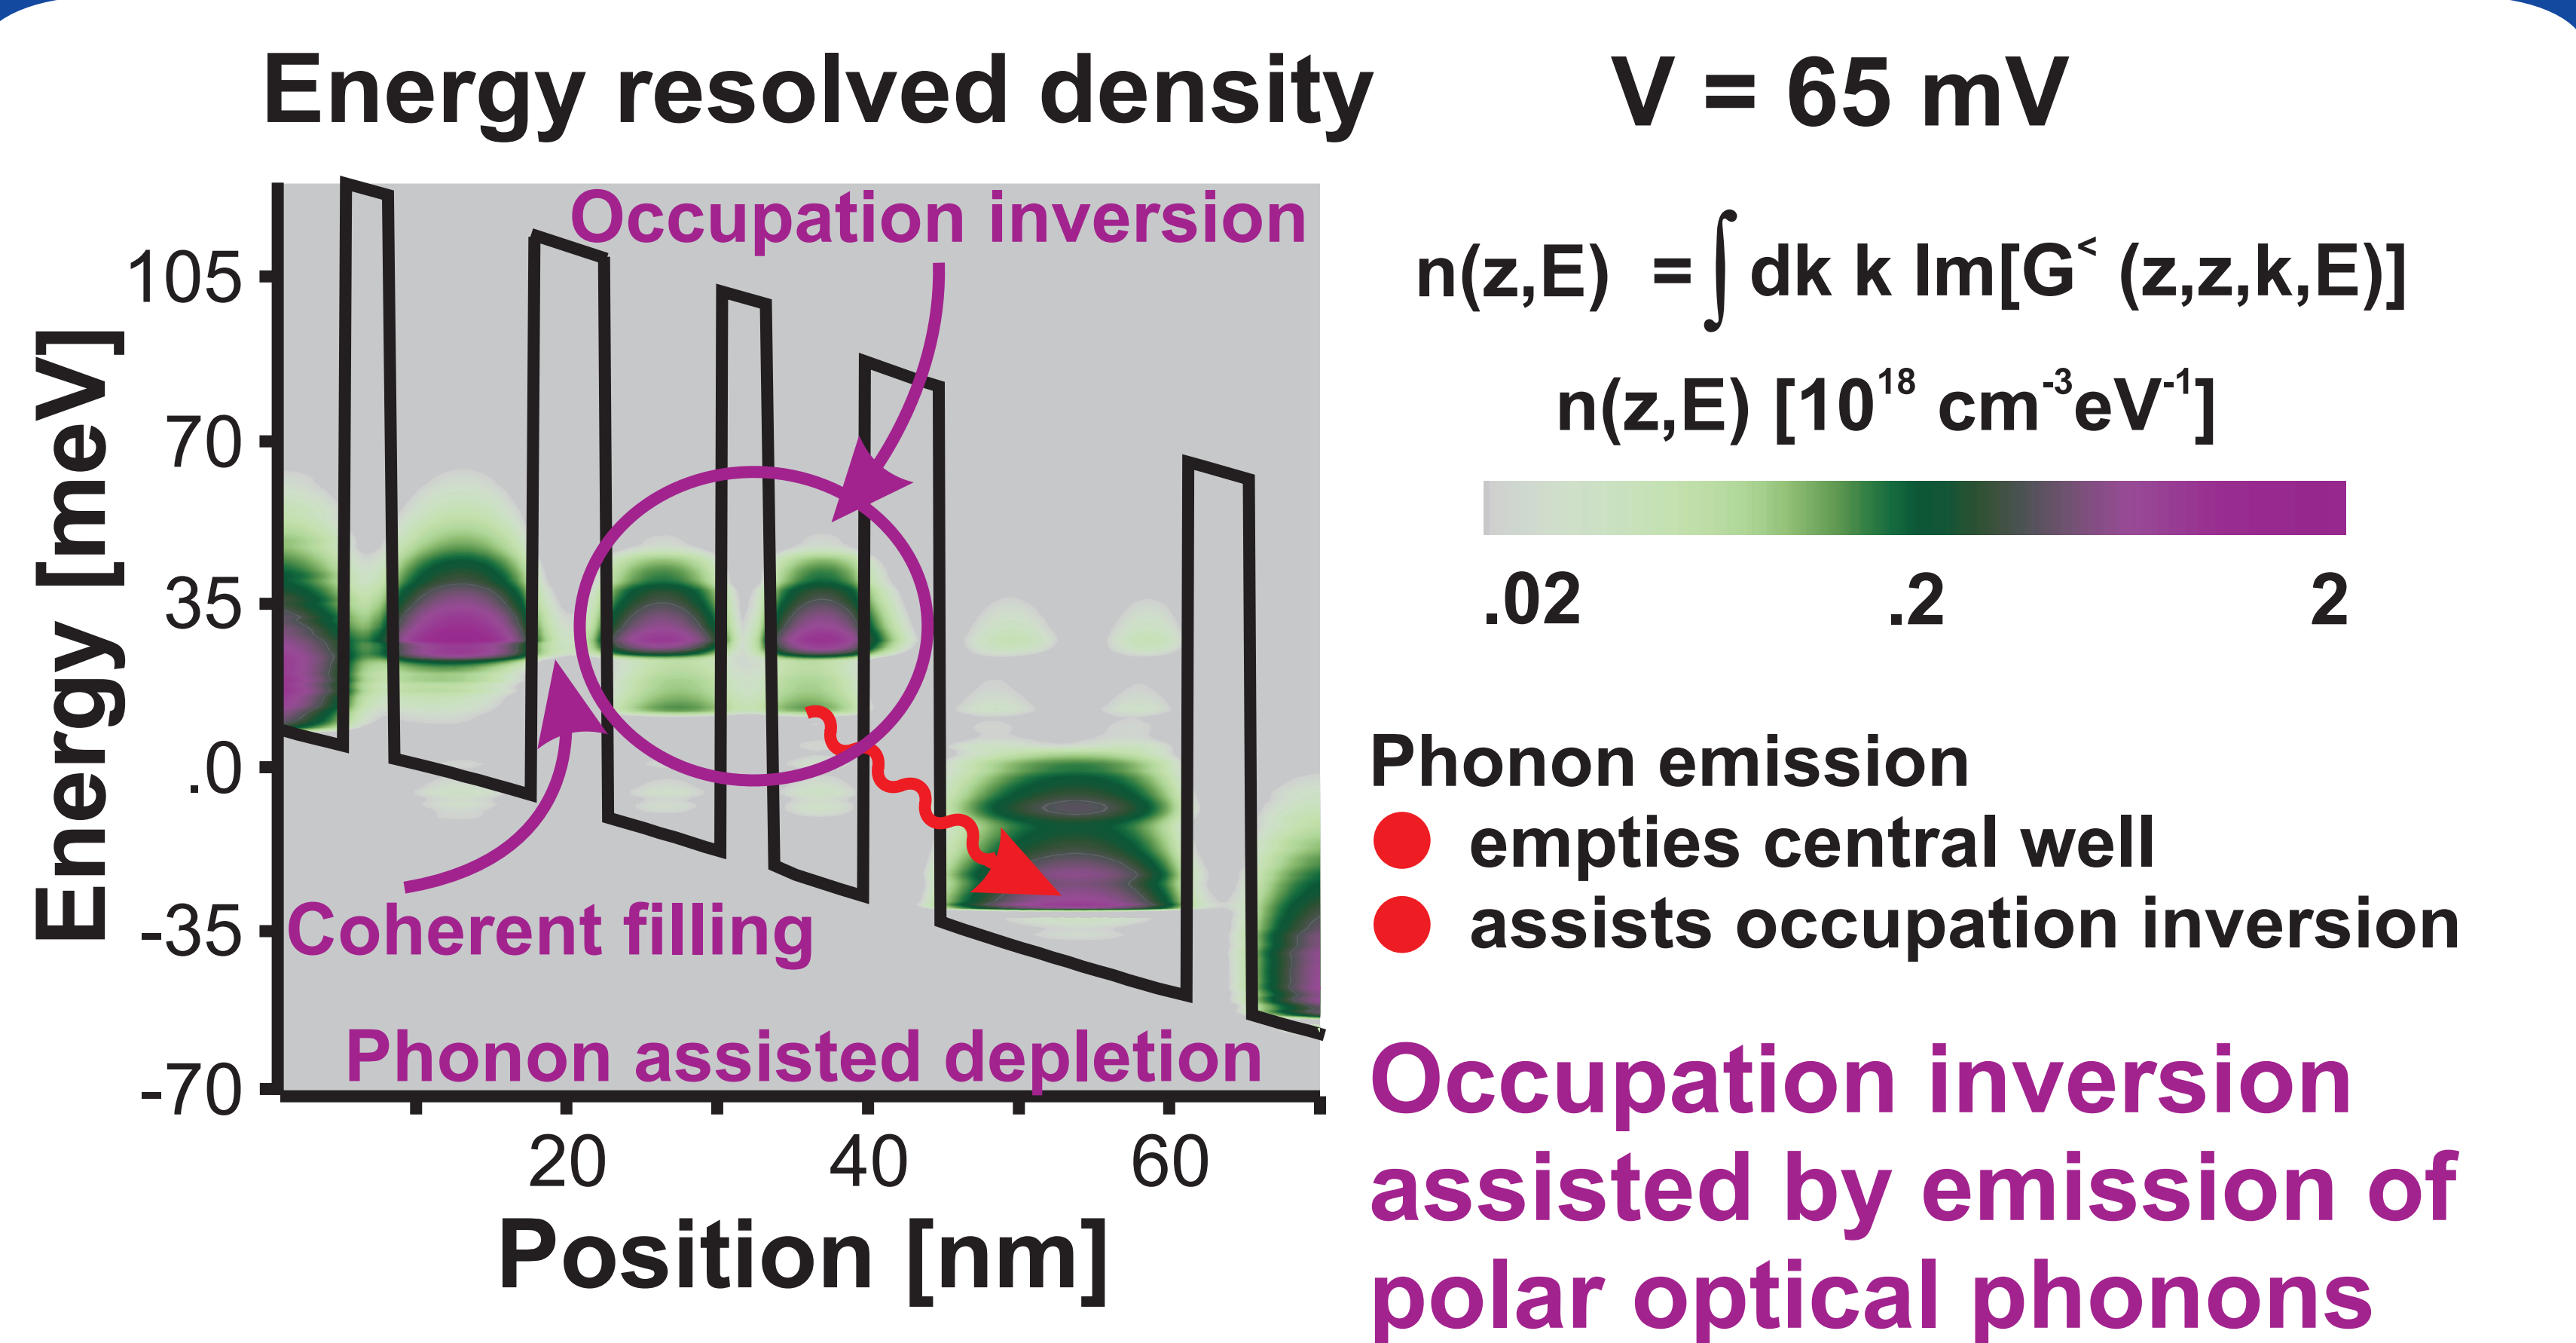 Energy resolved density
V = 65 mV
Occupation inversion
105
70
35
.0
-35
-70
Energy [meV]
Coherent filling
Phonon assisted depletion
20 40 60
Position [nm]
n(z,E) =∫ dk k Im[G^< (z,z,k,E)]
n(z,E) [10^18 cm^-3eV^-1]
.02 .2 2
Phonon emission
empties central well
assists occupation inversion
Occupation inversion
assisted by emission of
polar optical phonons